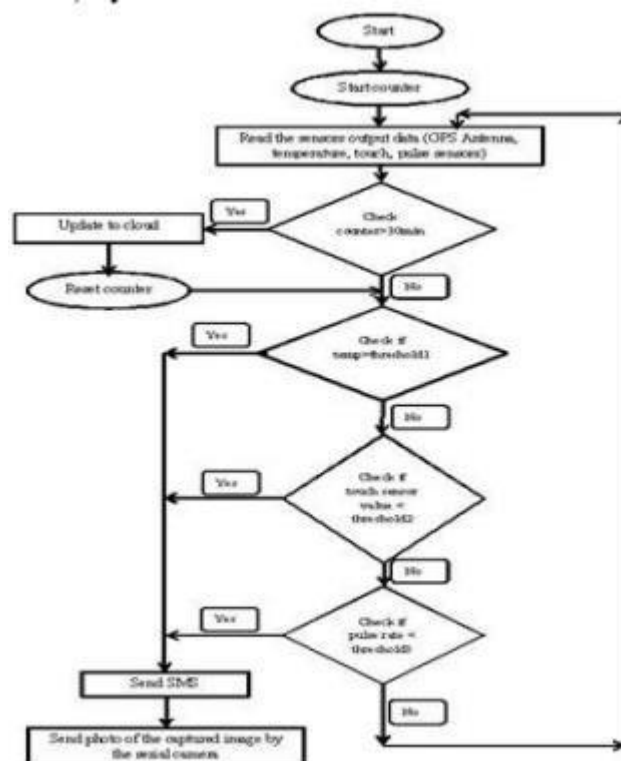 Start
Start counter
Read the sensors output data (GPS Antenna,
temperature, touch, pulse sensors)
Yes
Check
counter>30min
Update to cloud
Reset counter
No
Yes
Check if
temp>threshold1
No
Yes
Check if
touch sensor
value <
threshold2
No
Yes
Check if
pulse rate <
threshold3
Send SMS
No
Send photo of the captured image by
the serial camera